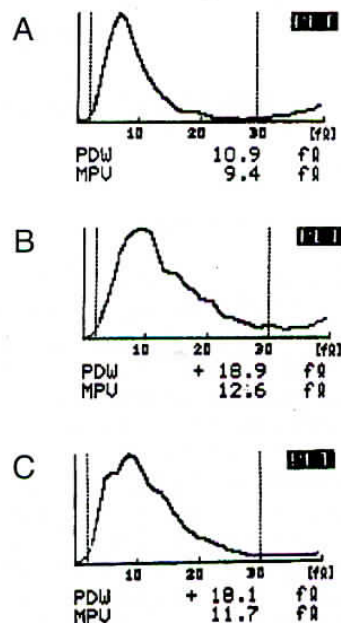 A
PLT
10 20 30 [fl]
PDW 10.9 fl
MPV 9.4 fl
B
10 20 30 [fl]
PDW + 18.9 fl
MPV 12.6 fl
C
10 20 30 [fl]
PDW + 18.1 fl
MPV 11.7 fl